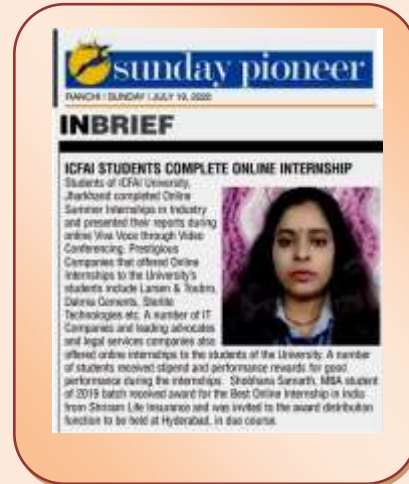 sunday pioneer
RANCHI | SUNDAY | JULY 19, 2020
INBRIEF
ICFAI STUDENTS COMPLETE ONLINE INTERNSHIP
Students of ICFAI University,
Jharkhand completed Online
Summer Internships in Industry
and presented their reports during
online Viva Voce through Video
Conferencing. Prestigious
Companies that offered Online
Internships to the University's
students include Larsen & Toubro,
Dalmia Cements, Sterlite
Technologies etc. A number of IT
Companies and leading advocates
and legal services companies also
offered online internships to the students of the University. A number
of students received stipend and performance rewards for good
performance during the internships. Shobhana Samarth, MBA student
of 2019 batch received award for the Best Online Internship in India
from Shriram Life Insurance and was invited to the award distribution
function to be held at Hyderabad, in due course.